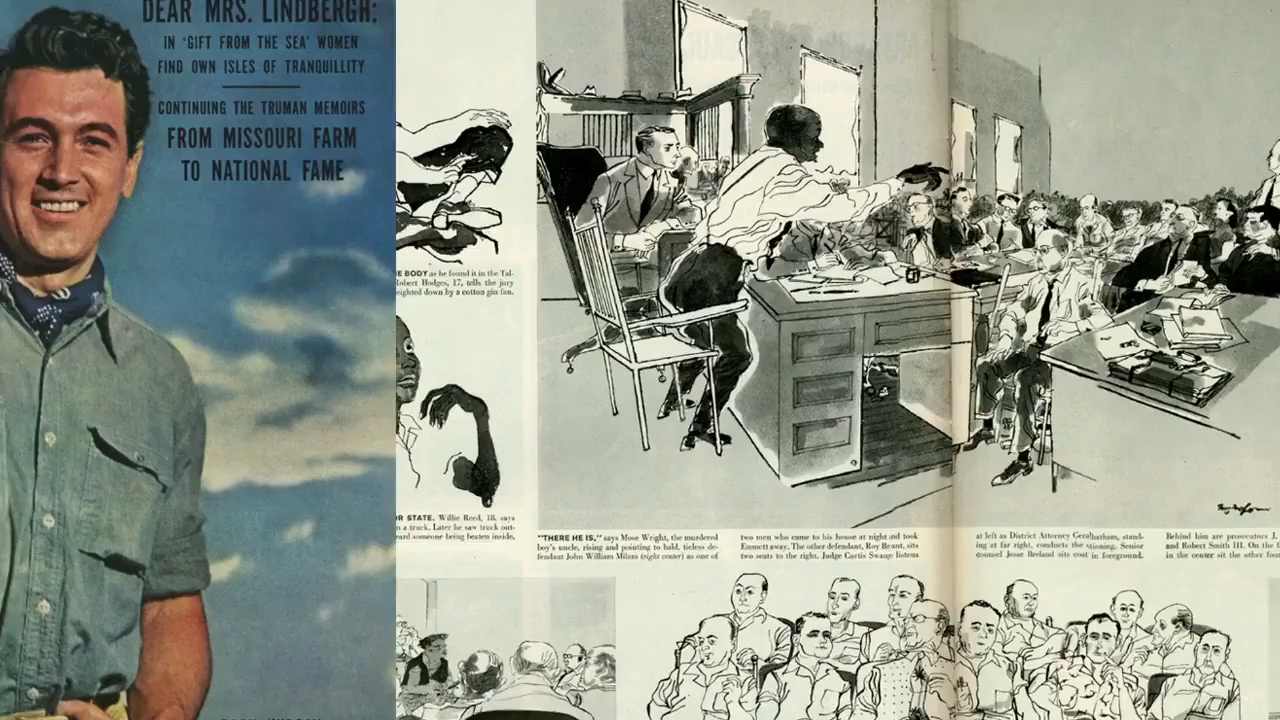 DEAR MRS. LINDBERGH:
IN 'GIFT FROM THE SEA' WOMEN
FIND OWN ISLES OF TRANQUILLITY
CONTINUING THE TRUMAN MEMOIRS
FROM MISSOURI FARM
TO NATIONAL FAME
E BODY as he found it in the Tal-
Robert Hodges, 17, tells the jury
eighted down by a cotton gin fan.
OR STATE, Willie Reed, 18, says
n a truck. Later he saw truck out-
eard someone being beaten inside.
"THERE HE IS," says Mose Wright, the murdered
boy's uncle, rising and pointing to bald, tieless de-
fendant John William Milam (right center) as one of
two men who came to his house at night and took
Emmett away. The other defendant, Roy Bryant, sits
two seats to the right. Judge Curtis Swango listens
at left as District Attorney Geral hatham, stand-
ing at far right, conducts the tioning. Senior
counsel Jesse Breland sits coat in foreground.
Behind him are prosecutors J.
and Robert Smith III. On the f
in the center sit the other four